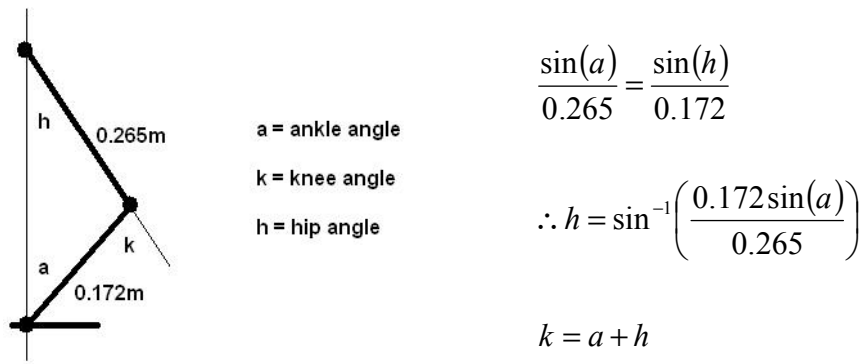 h
0.265m
a
k
0.172m
a = ankle angle
k = knee angle
h = hip angle
sin(a)/0.265 = sin(h)/0.172
∴ h = sin⁻¹(0.172 sin(a)/0.265)
k = a + h